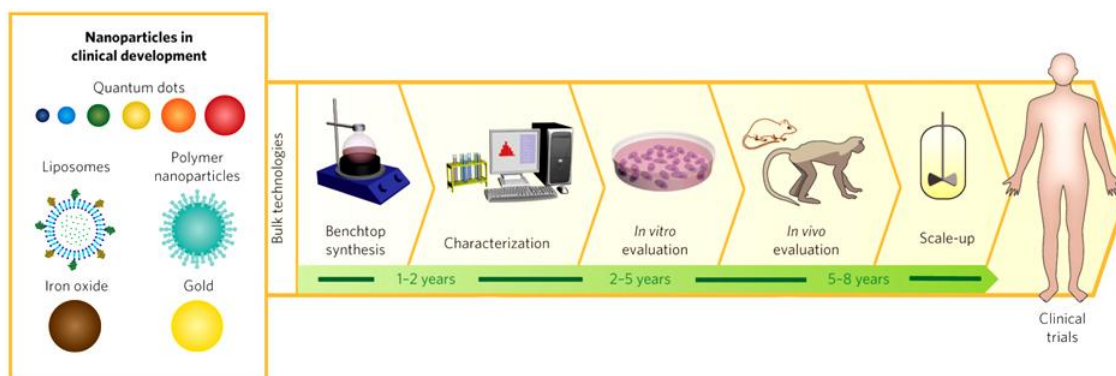 Nanoparticles in
clinical development
Quantum dots
Liposomes
Polymer
nanoparticles
Iron oxide
Gold
Bulk technologies
Benchtop
synthesis
Characterization
In vitro
evaluation
In vivo
evaluation
Scale-up
1–2 years
2–5 years
5–8 years
Clinical
trials